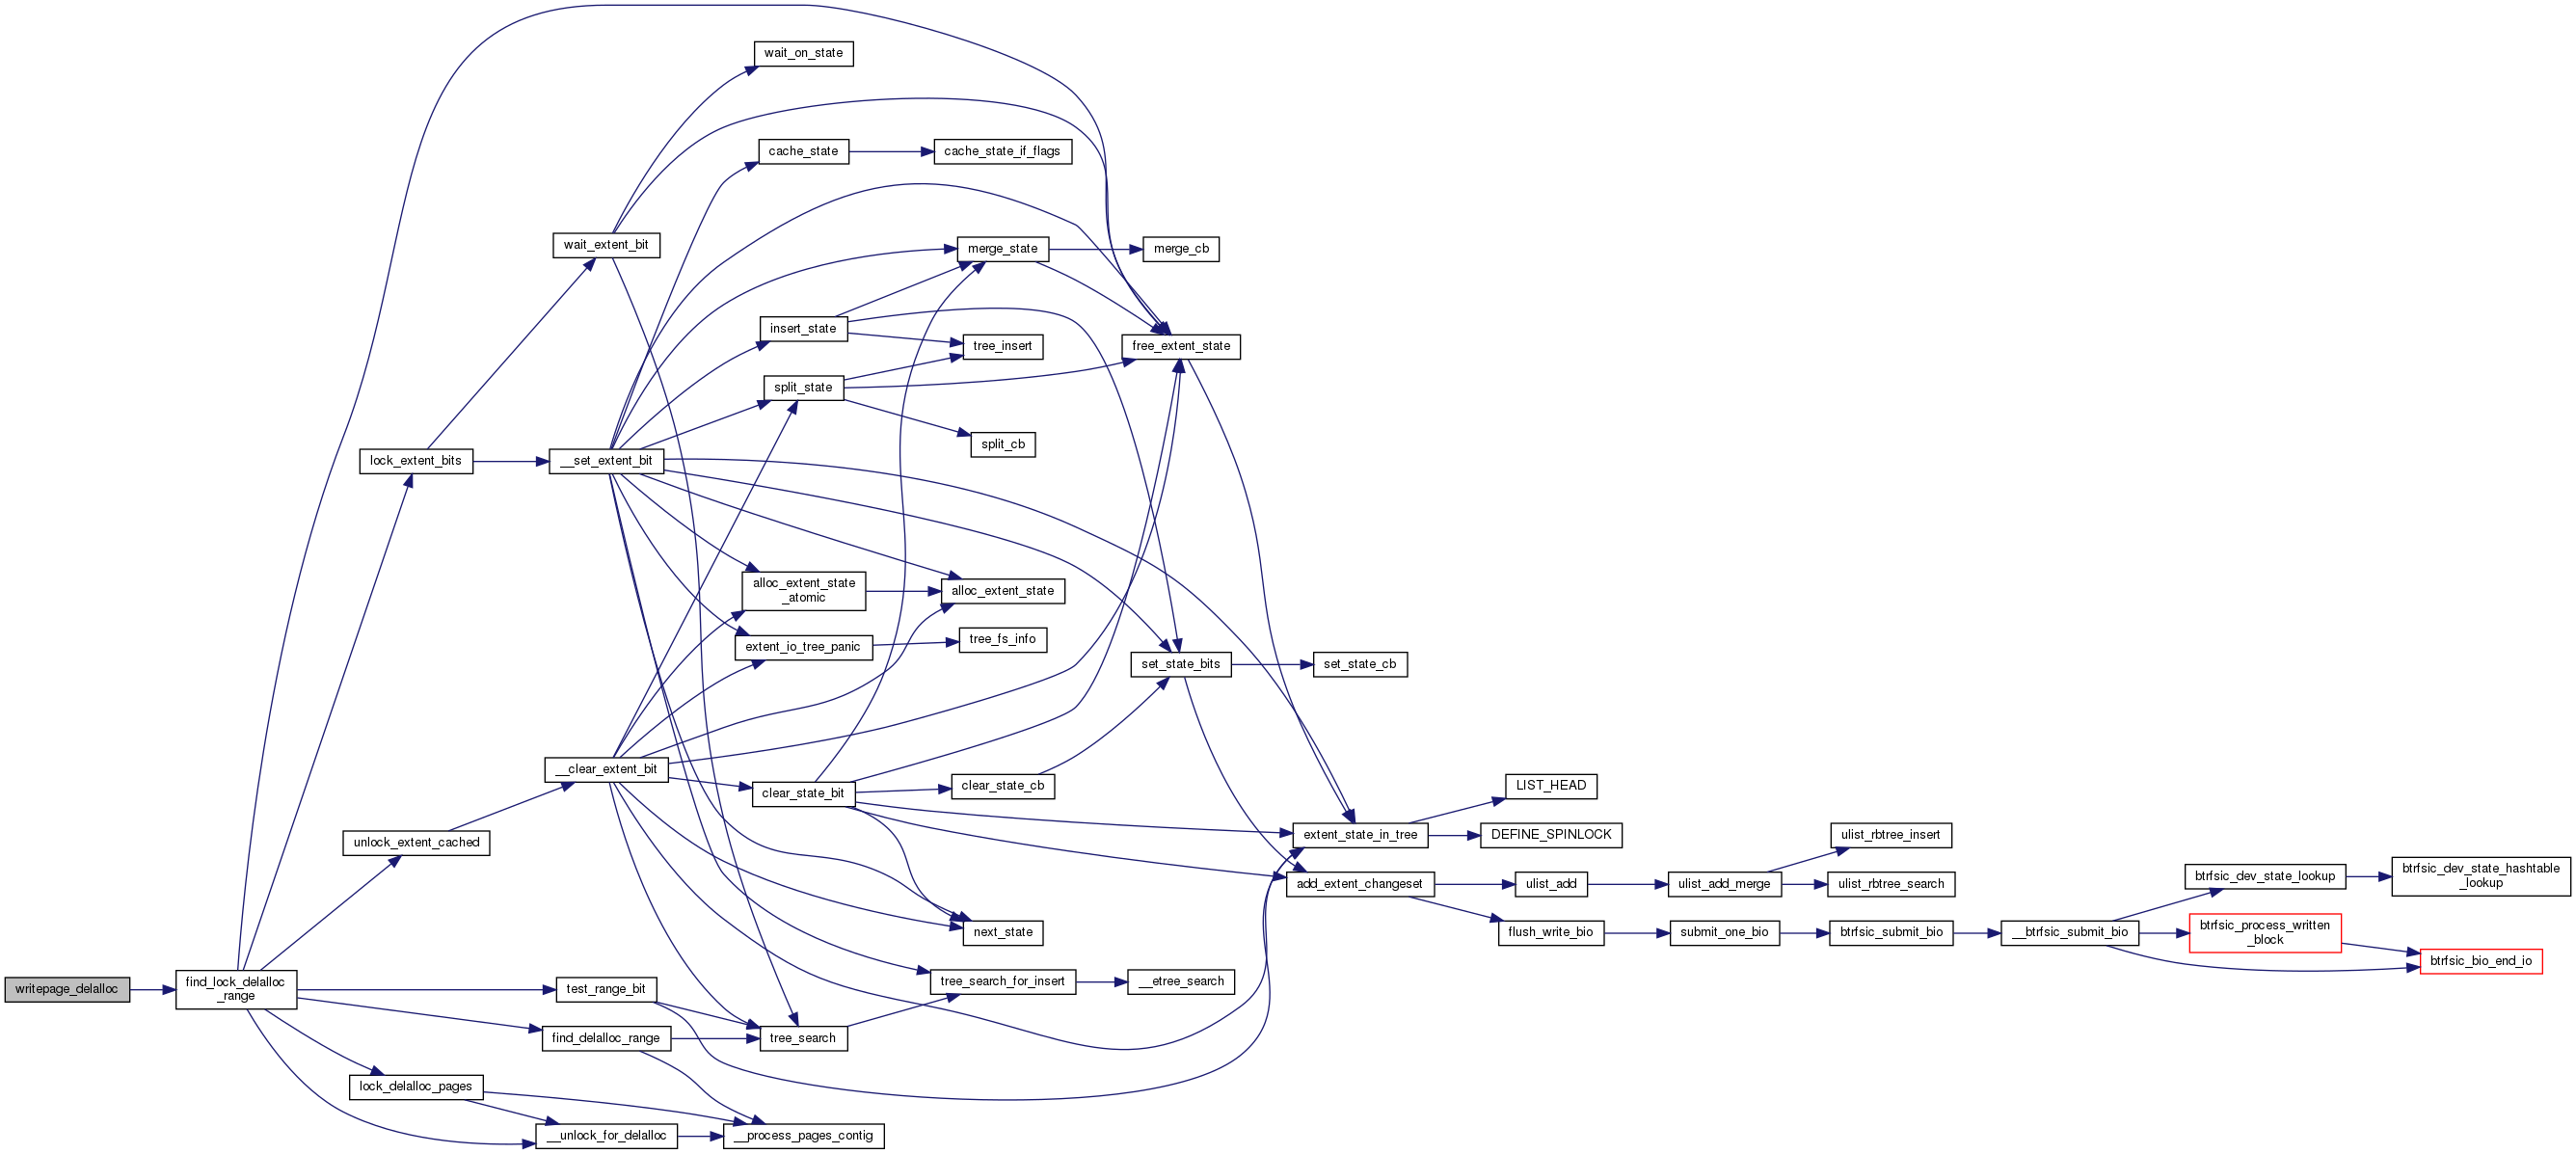 wait_on_state
cache_state
cache_state_if_flags
wait_extent_bit
merge_state
merge_cb
insert_state
tree_insert
free_extent_state
split_state
split_cb
lock_extent_bits
__set_extent_bit
alloc_extent_state
_atomic
alloc_extent_state
extent_io_tree_panic
tree_fs_info
set_state_bits
set_state_cb
__clear_extent_bit
clear_state_bit
clear_state_cb
LIST_HEAD
extent_state_in_tree
DEFINE_SPINLOCK
ulist_rbtree_insert
unlock_extent_cached
add_extent_changeset
ulist_add
ulist_add_merge
ulist_rbtree_search
btrfsic_dev_state_lookup
btrfsic_dev_state_hashtable
_lookup
next_state
flush_write_bio
submit_one_bio
btrfsic_submit_bio
__btrfsic_submit_bio
btrfsic_process_written
_block
btrfsic_bio_end_io
writepage_delalloc
find_lock_delalloc
_range
test_range_bit
tree_search_for_insert
__etree_search
find_delalloc_range
tree_search
lock_delalloc_pages
__unlock_for_delalloc
__process_pages_contig